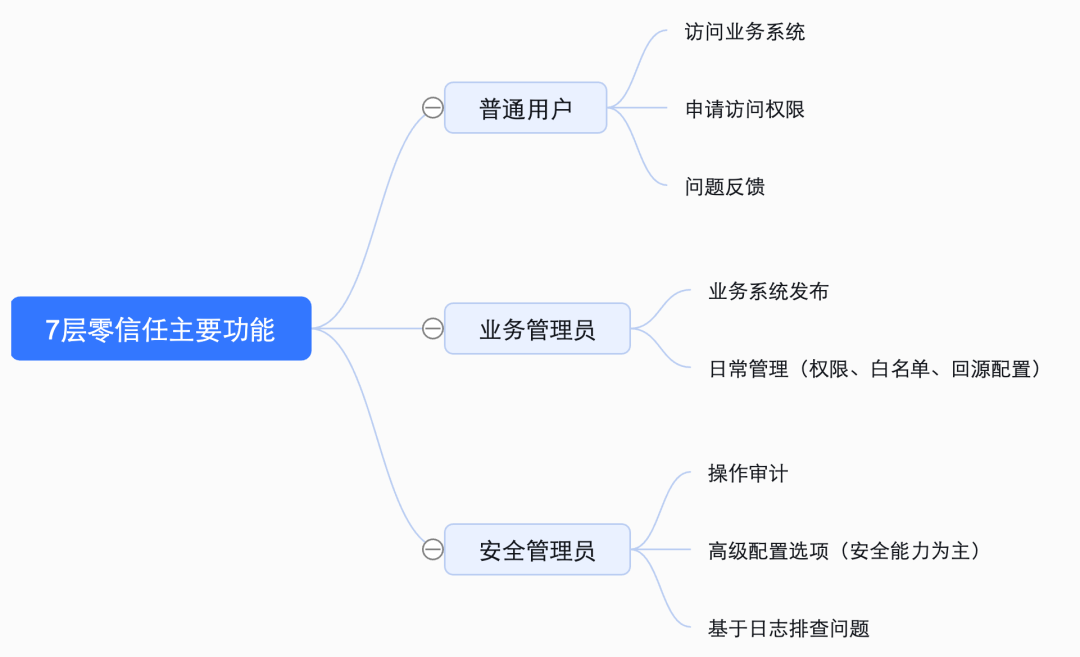 7层零信任主要功能
普通用户
访问业务系统
申请访问权限
问题反馈
业务管理员
业务系统发布
日常管理（权限、白名单、回源配置）
安全管理员
操作审计
高级配置选项（安全能力为主）
基于日志排查问题